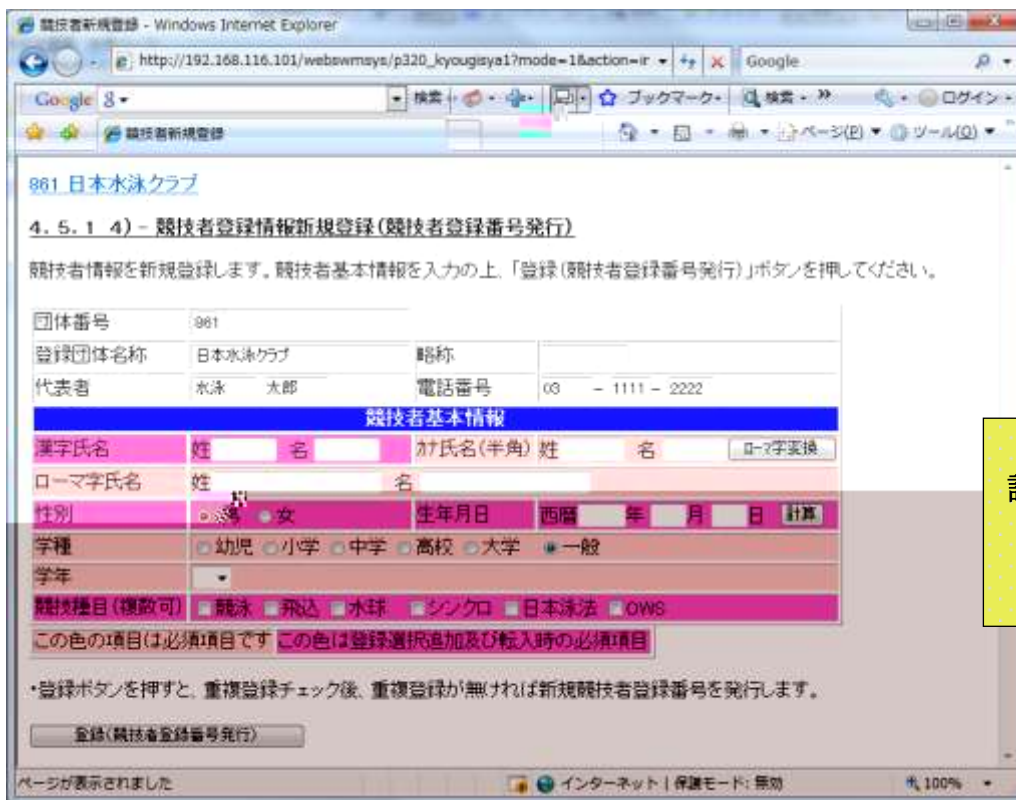 競技者新規登録 - Windows Internet Explorer
http://192.168.116.101/webswmsys/p320_kyougisya1?mode=1&action=ir
Google
Google
検索
ブックマーク
検索
ログイン
競技者新規登録
ページ(P) ツール(O)
861 日本水泳クラブ
4．5．1 4）－ 競技者登録情報新規登録（競技者登録番号発行）
競技者情報を新規登録します。競技者基本情報を入力の上、「登録（競技者登録番号発行）」ボタンを押してください。
団体番号 861
登録団体名称 日本水泳クラブ 略称
代表者 水泳 太郎 電話番号 03 － 1111 － 2222
競技者基本情報
漢字氏名 姓 名 ｶﾅ氏名(半角) 姓 名 ローマ字変換
ローマ字氏名 姓 名
性別 男 女 生年月日 西暦 年 月 日 計算
学種 幼児 小学 中学 高校 大学 一般
学年
競技種目(複数可) 競泳 飛込 水球 シンクロ 日本泳法 OWS
この色の項目は必須項目です この色は登録選択追加及び転入時の必須項目
・登録ボタンを押すと、重複登録チェック後、重複登録が無ければ新規競技者登録番号を発行します。
登録(競技者登録番号発行)
ページが表示されました インターネット | 保護モード: 無効 100%